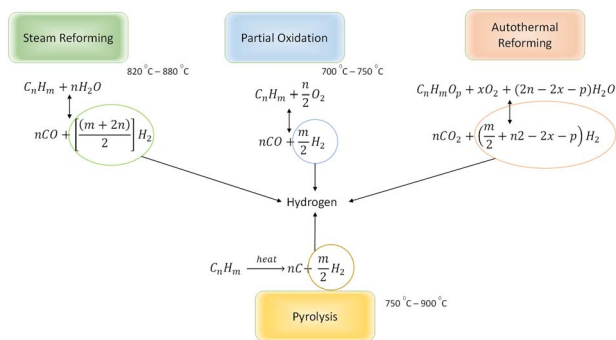 Steam Reforming
820 °C – 880 °C
C_nH_m + nH_2O
nCO + [(m + 2n)/2] H_2
Partial Oxidation
700 °C – 750 °C
C_nH_m + n/2 O_2
nCO + m/2 H_2
Autothermal
Reforming
C_nH_mO_p + xO_2 + (2n − 2x − p)H_2O
nCO_2 + (m/2 + n2 − 2x − p) H_2
Hydrogen
C_nH_m heat → nC + m/2 H_2
750 °C – 900 °C
Pyrolysis